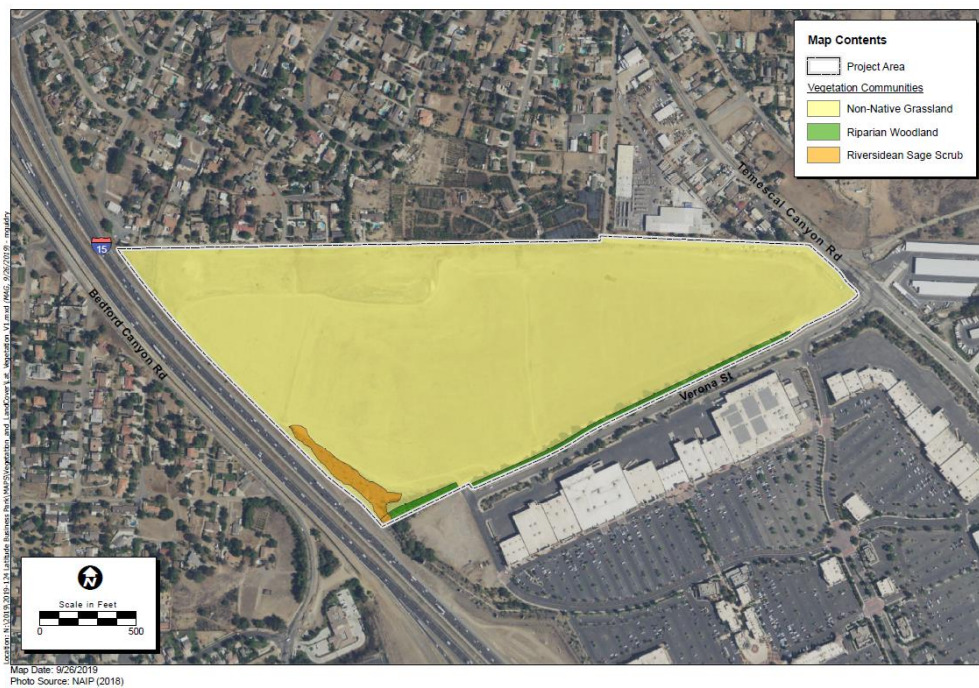 Map Contents
Project Area
Vegetation Communities
Non-Native Grassland
Riparian Woodland
Riversidean Sage Scrub
Temescal Canyon Rd
15
Bedford Canyon Rd
Verona St
N
Scale in Feet
0 500
Map Date: 9/26/2019
Photo Source: NAIP (2018)